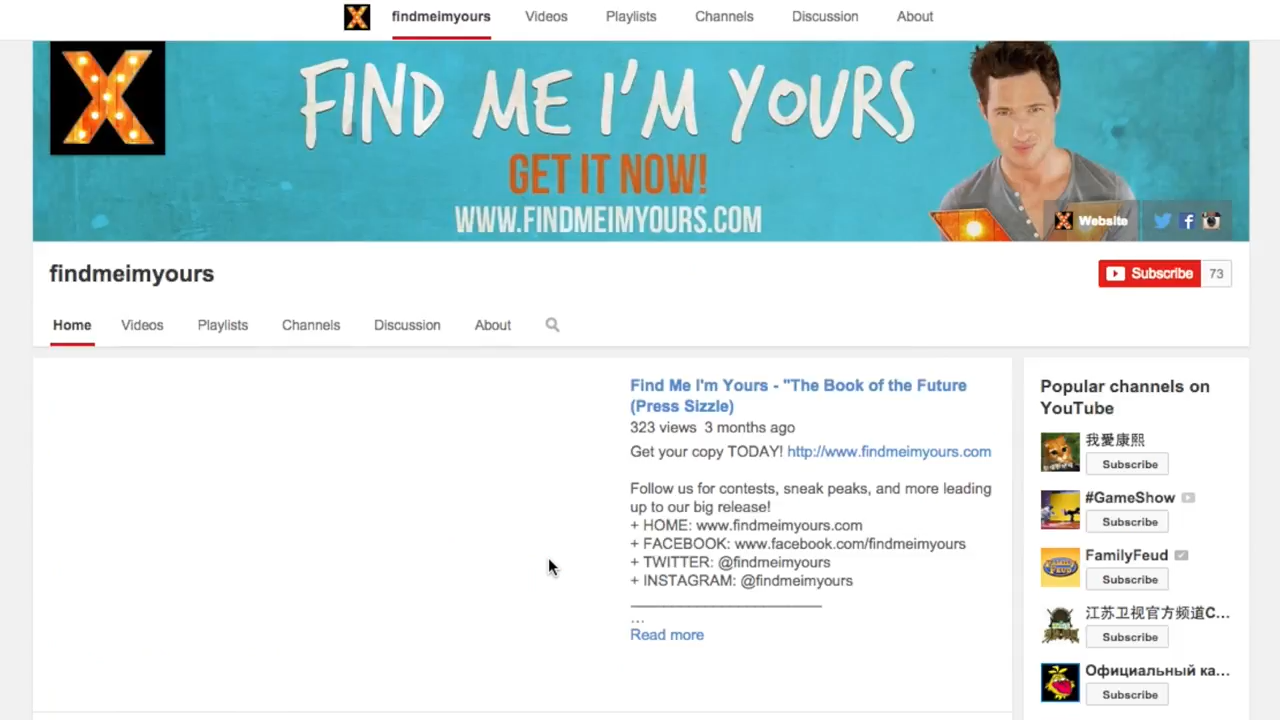 findmeimyours Videos Playlists Channels Discussion About
X
FIND ME I'M YOURS
GET IT NOW!
WWW.FINDMEIMYOURS.COM
X Website
findmeimyours
Subscribe 73
Home Videos Playlists Channels Discussion About
Find Me I'm Yours - "The Book of the Future
(Press Sizzle)
323 views 3 months ago
Get your copy TODAY! http://www.findmeimyours.com
Follow us for contests, sneak peaks, and more leading
up to our big release!
+ HOME: www.findmeimyours.com
+ FACEBOOK: www.facebook.com/findmeimyours
+ TWITTER: @findmeimyours
+ INSTAGRAM: @findmeimyours
...
Read more
Popular channels on
YouTube
我愛康熙
Subscribe
#GameShow
Subscribe
FamilyFeud
Subscribe
江苏卫视官方频道C...
Subscribe
Официальный ка...
Subscribe